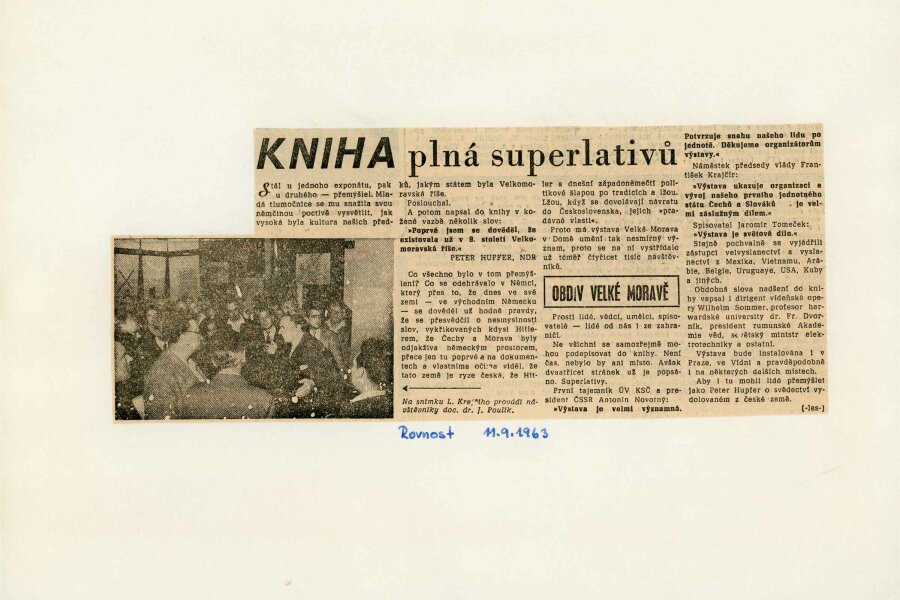 KNIHA plná superlativů
Stál u jednoho exponátu, pak
u druhého — přemýšlel. Mla-
dá tlumočnice se mu snažila svou
němčinou poctivě vysvětlit, jak
vysoká byla kultura našich před-
ků, jakým státem byla Velkomo-
ravská říše.
Poslouchal.
A potom napsal do knihy v ko-
žené vazbě několik slov:
»Poprvé jsem se dověděl, že
existovala už v 9. století Velko-
moravská říše.«
PETER HUPFER, NDR
Co všechno bylo v tom přemýš-
lení? Co se odehrávalo v Němci,
který přes to, že dnes ve své
zemi — ve východním Německu
— se dověděl už hodně pravdy,
že se přesvědčil o nesmyslnosti
slov, vykřikovaných kdysi Hitle-
rem, že Čechy a Morava byly
odjakživa německým prostorem,
přece jen tu poprvé a na dokumen-
tech a vlastníma očima viděl, že
tato země je ryze česká, že Hit-
Na snímku L. Krejčího provádí ná-
vštěvníky doc. dr. J. Poulík.
ler a dnešní západoněmečtí poli-
tikové šlapou po tradicích a lžou.
Lžou, když se dovolávají návratu
do Československa, jejich »pra-
dávné vlasti«.
Proto má výstava Velká Morava
v Domě umění tak nesmírný vý-
znam, proto se na ní vystřídalo
už téměř čtyřicet tisíc návštěv-
níků.
OBDIV VELKÉ MORAVĚ
Prostí lidé, vědci, umělci, spiso-
vatelé — lidé od nás i ze zahra-
ničí.
Ne všichni se samozřejmě mo-
hou podepisovat do knihy. Není
čas, nebylo by ani místo. Avšak
dvatřicet stránek už je popsá-
no. Superlativy.
První tajemník ÚV KSČ a pre-
sident ČSSR Antonín Novotný:
»Výstava je velmi významná.
Potvrzuje snahu našeho lidu po
jednotě. Děkujeme organizátorům
výstavy.«
Náměstek předsedy vlády Fran-
tišek Krajčír:
»Výstava ukazuje organizaci a
vývoj našeho prvního jednotného
státu Čechů a Slováků . je vel-
mi záslužným dílem.«
Spisovatel Jaromír Tomeček:
»Výstava je světové dílo.«
Stejně pochvalně se vyjádřili
zástupci velvyslanectví a vysla-
nectví z Mexika, Vietnamu, Ará-
bie, Belgie, Uruguaye, USA, Kuby
a jiných.
Obdobná slova nadšení do kni-
hy vepsal i dirigent vídeňské ope-
ry Wilhelm Sommer, profesor har-
wardské university dr. Fr. Dvor-
ník, president rumunské Akade-
mie věd, sovětský ministr elek-
trotechniky a ostatní.
Výstava bude instalována i v
Praze, ve Vídni a pravděpodobně
i na některých dalších místech.
Aby i tu mohli lidé přemýšlet
jako Peter Hupfer o svědectví vy-
dolovaném z české země.
(-les-)
Rovnost 11.9.1963